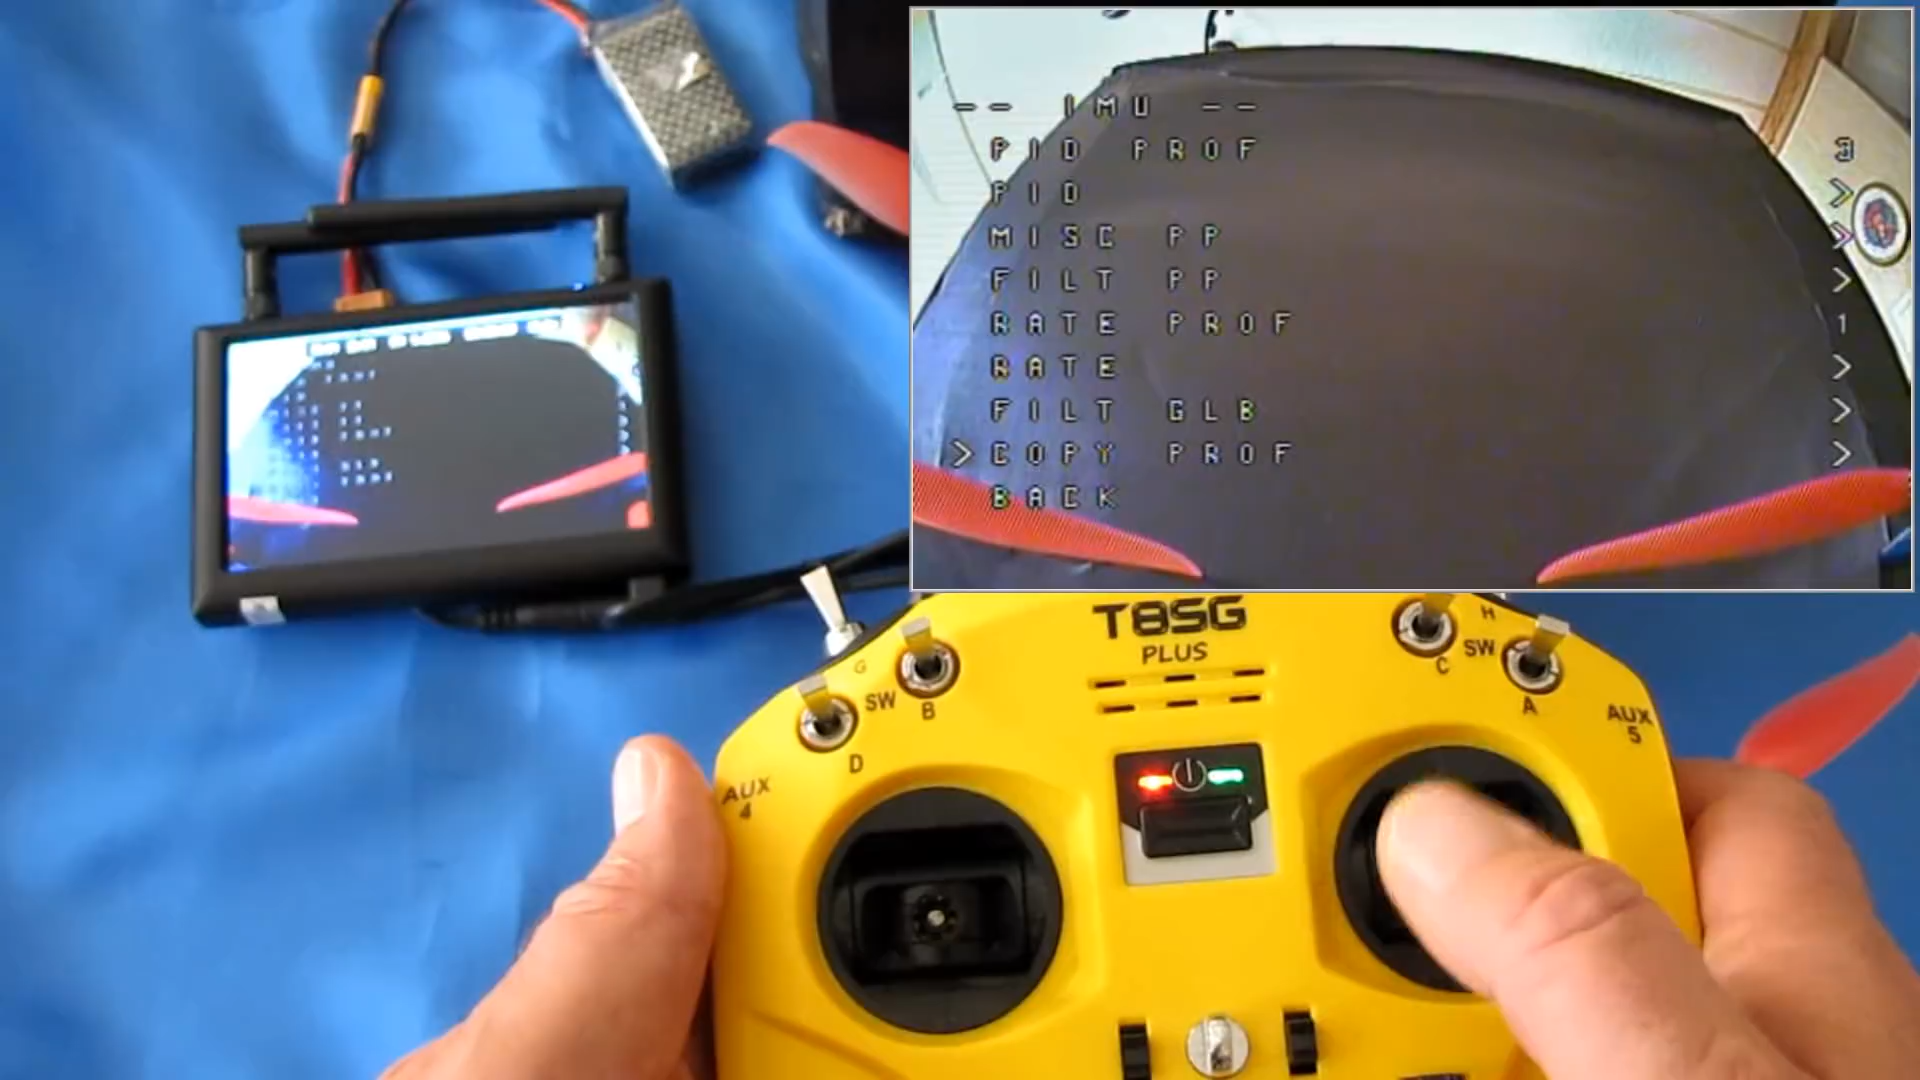 -- IMU --
PID PROF 3
PID >
MISC PP >
FILT PP >
RATE PROF 1
RATE >
FILT GLB >
> COPY PROF >
BACK
T8SG
PLUS
G
SW
B
D
AUX
4
H
SW
C
A
AUX
5